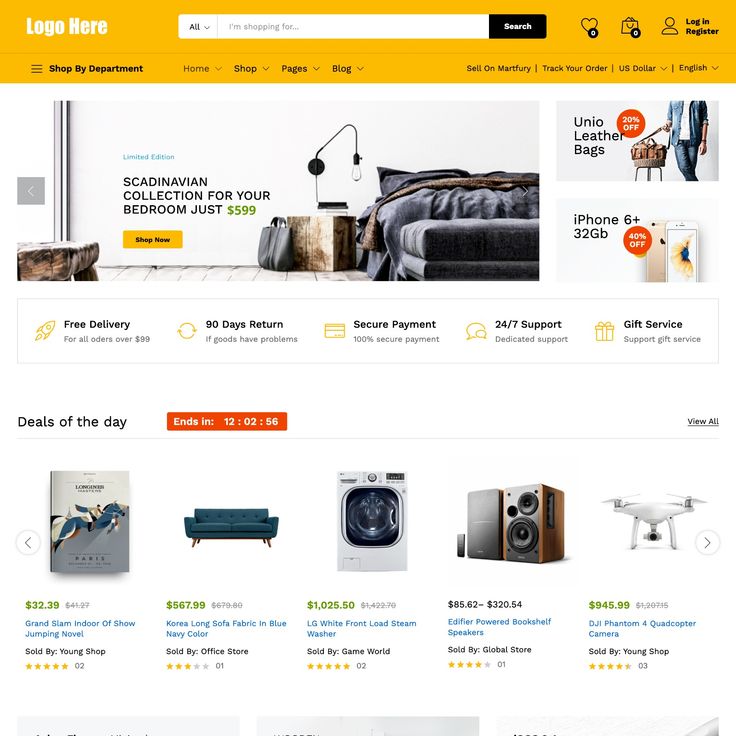 Logo Here
All
I'm shopping for...
Search
0
0
Log in
Register
Shop By Department
Home
Shop
Pages
Blog
Sell On Martfury | Track Your Order | US Dollar | English
Limited Edition
SCADINAVIAN
COLLECTION FOR YOUR
BEDROOM JUST $599
Shop Now
Unio
Leather
Bags
20%
OFF
iPhone 6+
32Gb
40%
OFF
Free Delivery
For all oders over $99
90 Days Return
If goods have problems
Secure Payment
100% secure payment
24/7 Support
Dedicated support
Gift Service
Support gift service
Deals of the day
Ends in: 12 : 02 : 56
View All
LONGINES
MASTERS
PARIS
$32.39 $41.27
Grand Slam Indoor Of Show
Jumping Novel
Sold By: Young Shop
02
$567.99 $679.80
Korea Long Sofa Fabric In Blue
Navy Color
Sold By: Office Store
01
$1,025.50 $1,422.70
LG White Front Load Steam
Washer
Sold By: Game World
02
$85.62– $320.54
Edifier Powered Bookshelf
Speakers
Sold By: Global Store
01
$945.99 $1,207.15
DJI Phantom 4 Quadcopter
Camera
Sold By: Young Shop
03